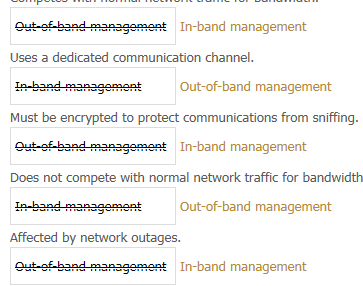 Competes with normal network traffic for bandwidth.
Out-of-band management In-band management
Uses a dedicated communication channel.
In-band management Out-of-band management
Must be encrypted to protect communications from sniffing.
Out-of-band management In-band management
Does not compete with normal network traffic for bandwidth
In-band management Out-of-band management
Affected by network outages.
Out-of-band management In-band management